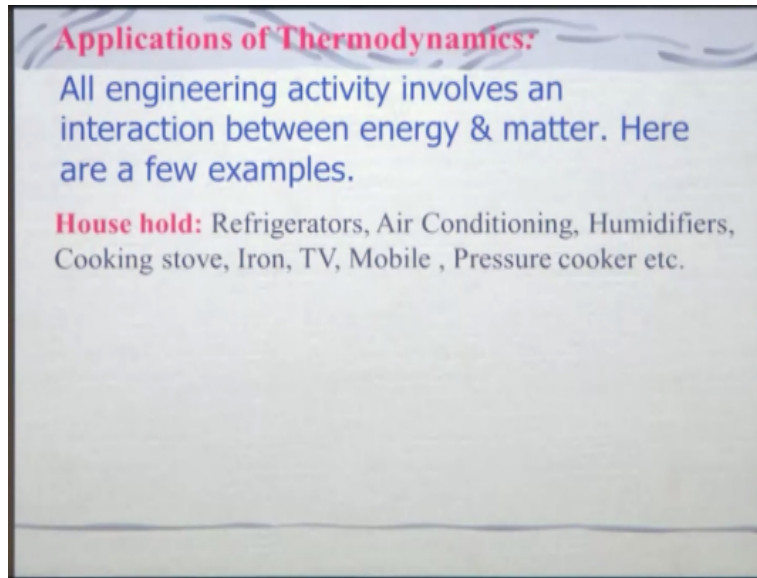 Applications of Thermodynamics:
All engineering activity involves an
interaction between energy & matter. Here
are a few examples.
House hold: Refrigerators, Air Conditioning, Humidifiers,
Cooking stove, Iron, TV, Mobile , Pressure cooker etc.